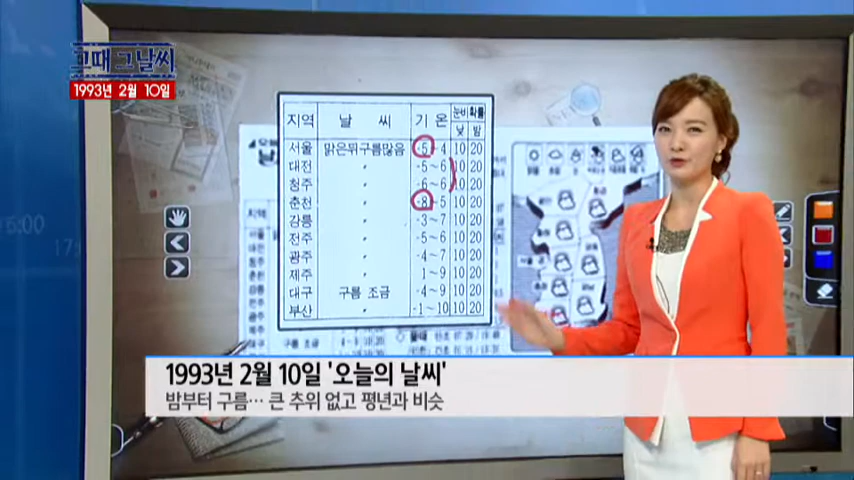 그때 그 날씨
1993년 2월 10일
지역 날 씨 기 온 눈비확률
낮 밤
서울 맑은뒤구름많음 -5~4 10 20
대전 〃 -5~6 10 20
청주 〃 -6~6 10 20
춘천 〃 -8~5 10 20
강릉 〃 -3~7 10 20
전주 〃 -5~6 10 20
광주 〃 -4~7 10 20
제주 〃 1~9 10 20
대구 구름 조금 -4~9 10 20
부산 〃 -1~10 10 20
1993년 2월 10일 '오늘의 날씨'
밤부터 구름… 큰 추위 없고 평년과 비슷